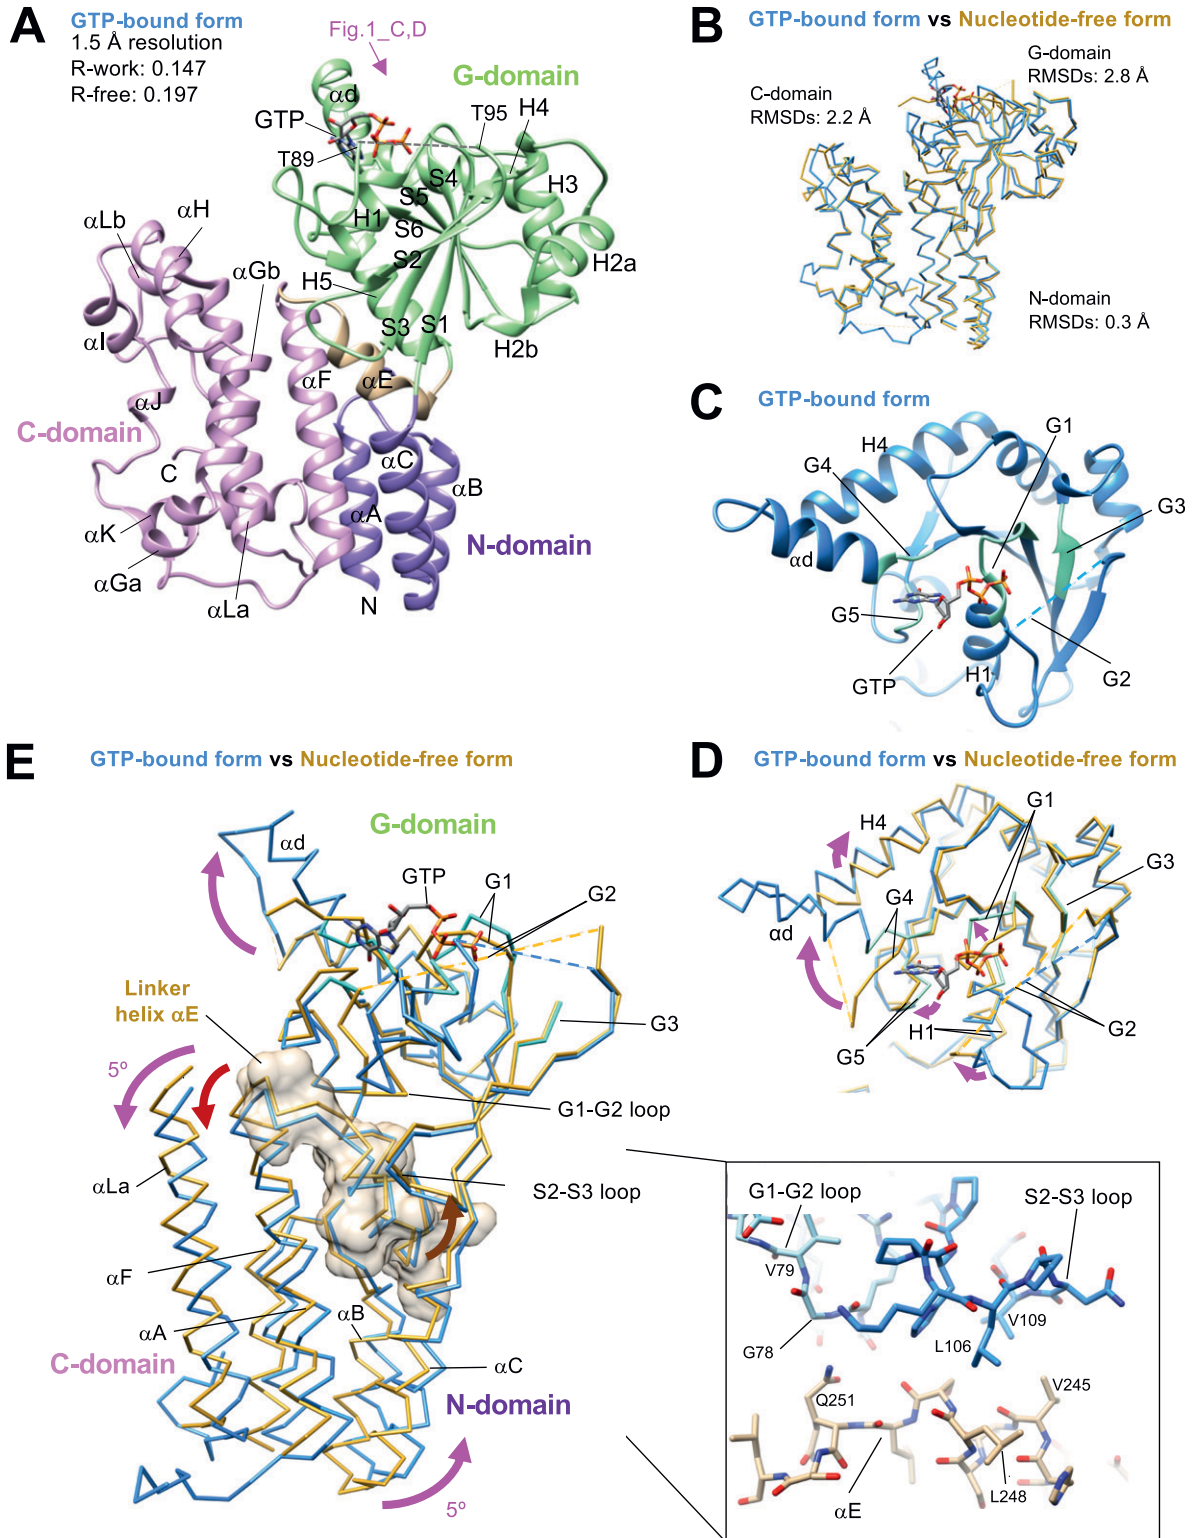 A
GTP-bound form
1.5 Å resolution
R-work: 0.147
R-free: 0.197
Fig.1_C,D
G-domain
αd
GTP
T89
T95
H4
H3
S4
S5
H1
S6
S2
H2a
αH
αLb
αGb
H5
S3
S1
H2b
αI
αF
αE
αJ
C-domain
C
αC
αB
αA
αK
N-domain
αGa
αLa
N
B
GTP-bound form vs Nucleotide-free form
G-domain
RMSDs: 2.8 Å
C-domain
RMSDs: 2.2 Å
N-domain
RMSDs: 0.3 Å
C
GTP-bound form
G1
H4
G4
G3
αd
G5
H1
G2
GTP
D
GTP-bound form vs Nucleotide-free form
G1
H4
G3
G4
αd
H1
G5
G2
E
GTP-bound form vs Nucleotide-free form
G-domain
αd
GTP
G1
G2
Linker
helix αE
G3
5º
G1-G2 loop
αLa
S2-S3 loop
αF
αA
αB
αC
C-domain
N-domain
5º
G1-G2 loop
S2-S3 loop
V79
V109
G78
L106
Q251
V245
L248
αE